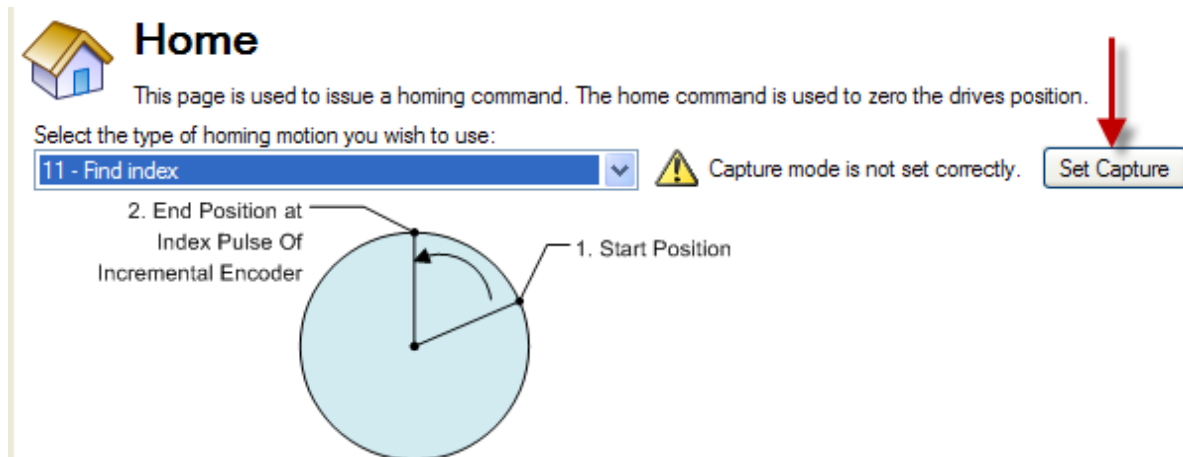 Home
This page is used to issue a homing command. The home command is used to zero the drives position.
Select the type of homing motion you wish to use:
11 - Find index
Capture mode is not set correctly.
Set Capture
2. End Position at
Index Pulse Of
Incremental Encoder
1. Start Position